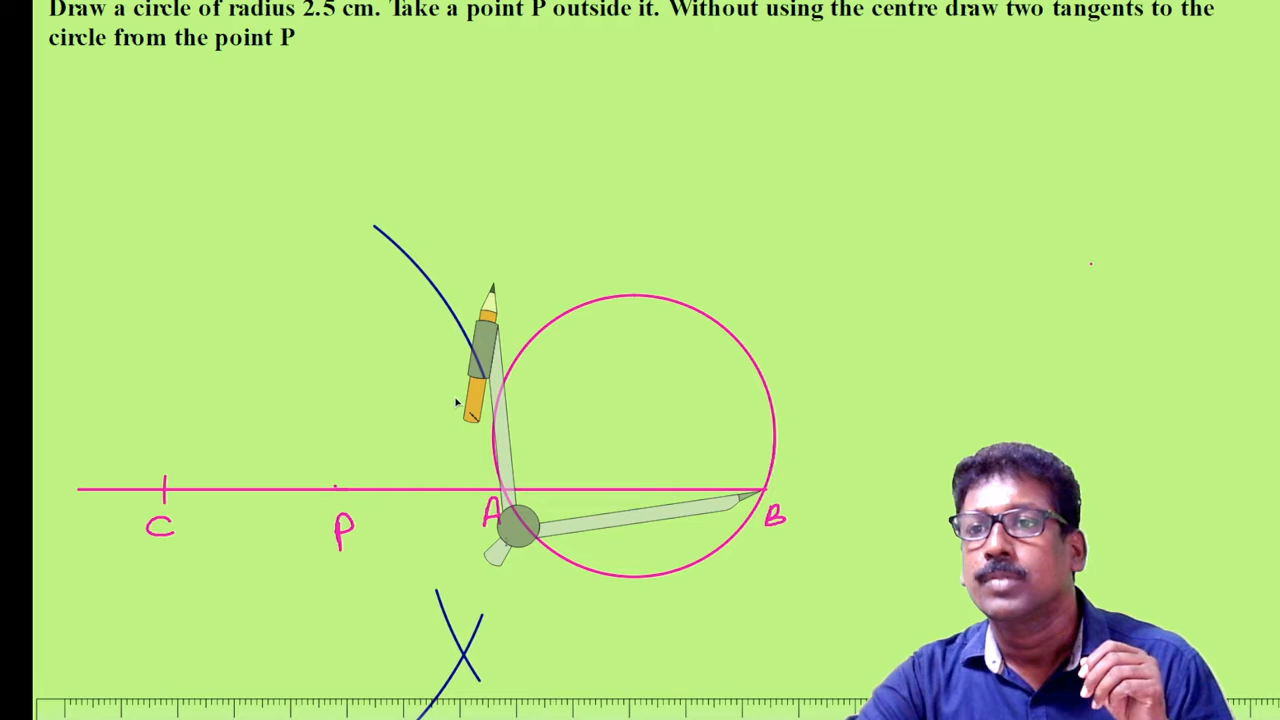 Draw a circle of radius 2.5 cm. Take a point P outside it. Without using the centre draw two tangents to the
circle from the point P
C P A B